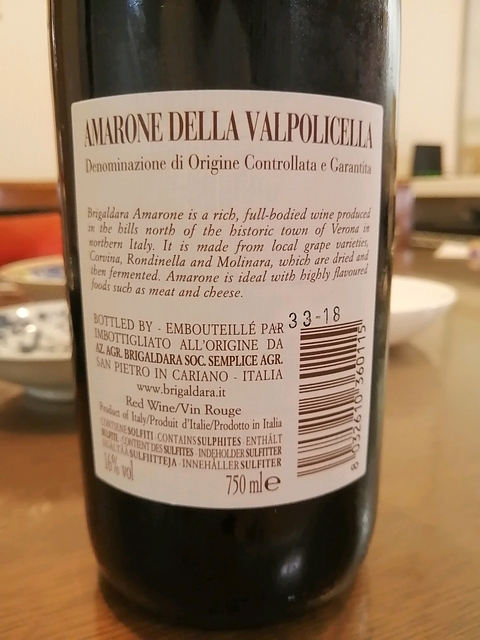 AMARONE DELLA VALPOLICELLA
Denominazione di Origine Controllata e Garantita
Brigaldara Amarone is a rich, full-bodied wine produced
in the hills north of the historic town of Verona in
northern Italy. It is made from local grape varieties,
Corvina, Rondinella and Molinara, which are dried and
then fermented. Amarone is ideal with highly flavoured
foods such as meat and cheese.
33-18
BOTTLED BY - EMBOUTEILLÉ PAR
IMBOTTIGLIATO ALL'ORIGINE DA
AZ. AGR. BRIGALDARA SOC. SEMPLICE AGR.
SAN PIETRO IN CARIANO - ITALIA
www.brigaldara.it
Red Wine/Vin Rouge
Product of Italy/Produit d'Italie/Prodotto in Italia
CONTIENE SOLFITI - CONTAINS SULPHITES - ENTHÄLT
SULFITE - CONTIENT DES SULFITES - INDEHOLDER SULFITTER
SULFIITTEJA - INNEHÅLLER SULFITER
16% vol
750 ml e
8 032610 360115